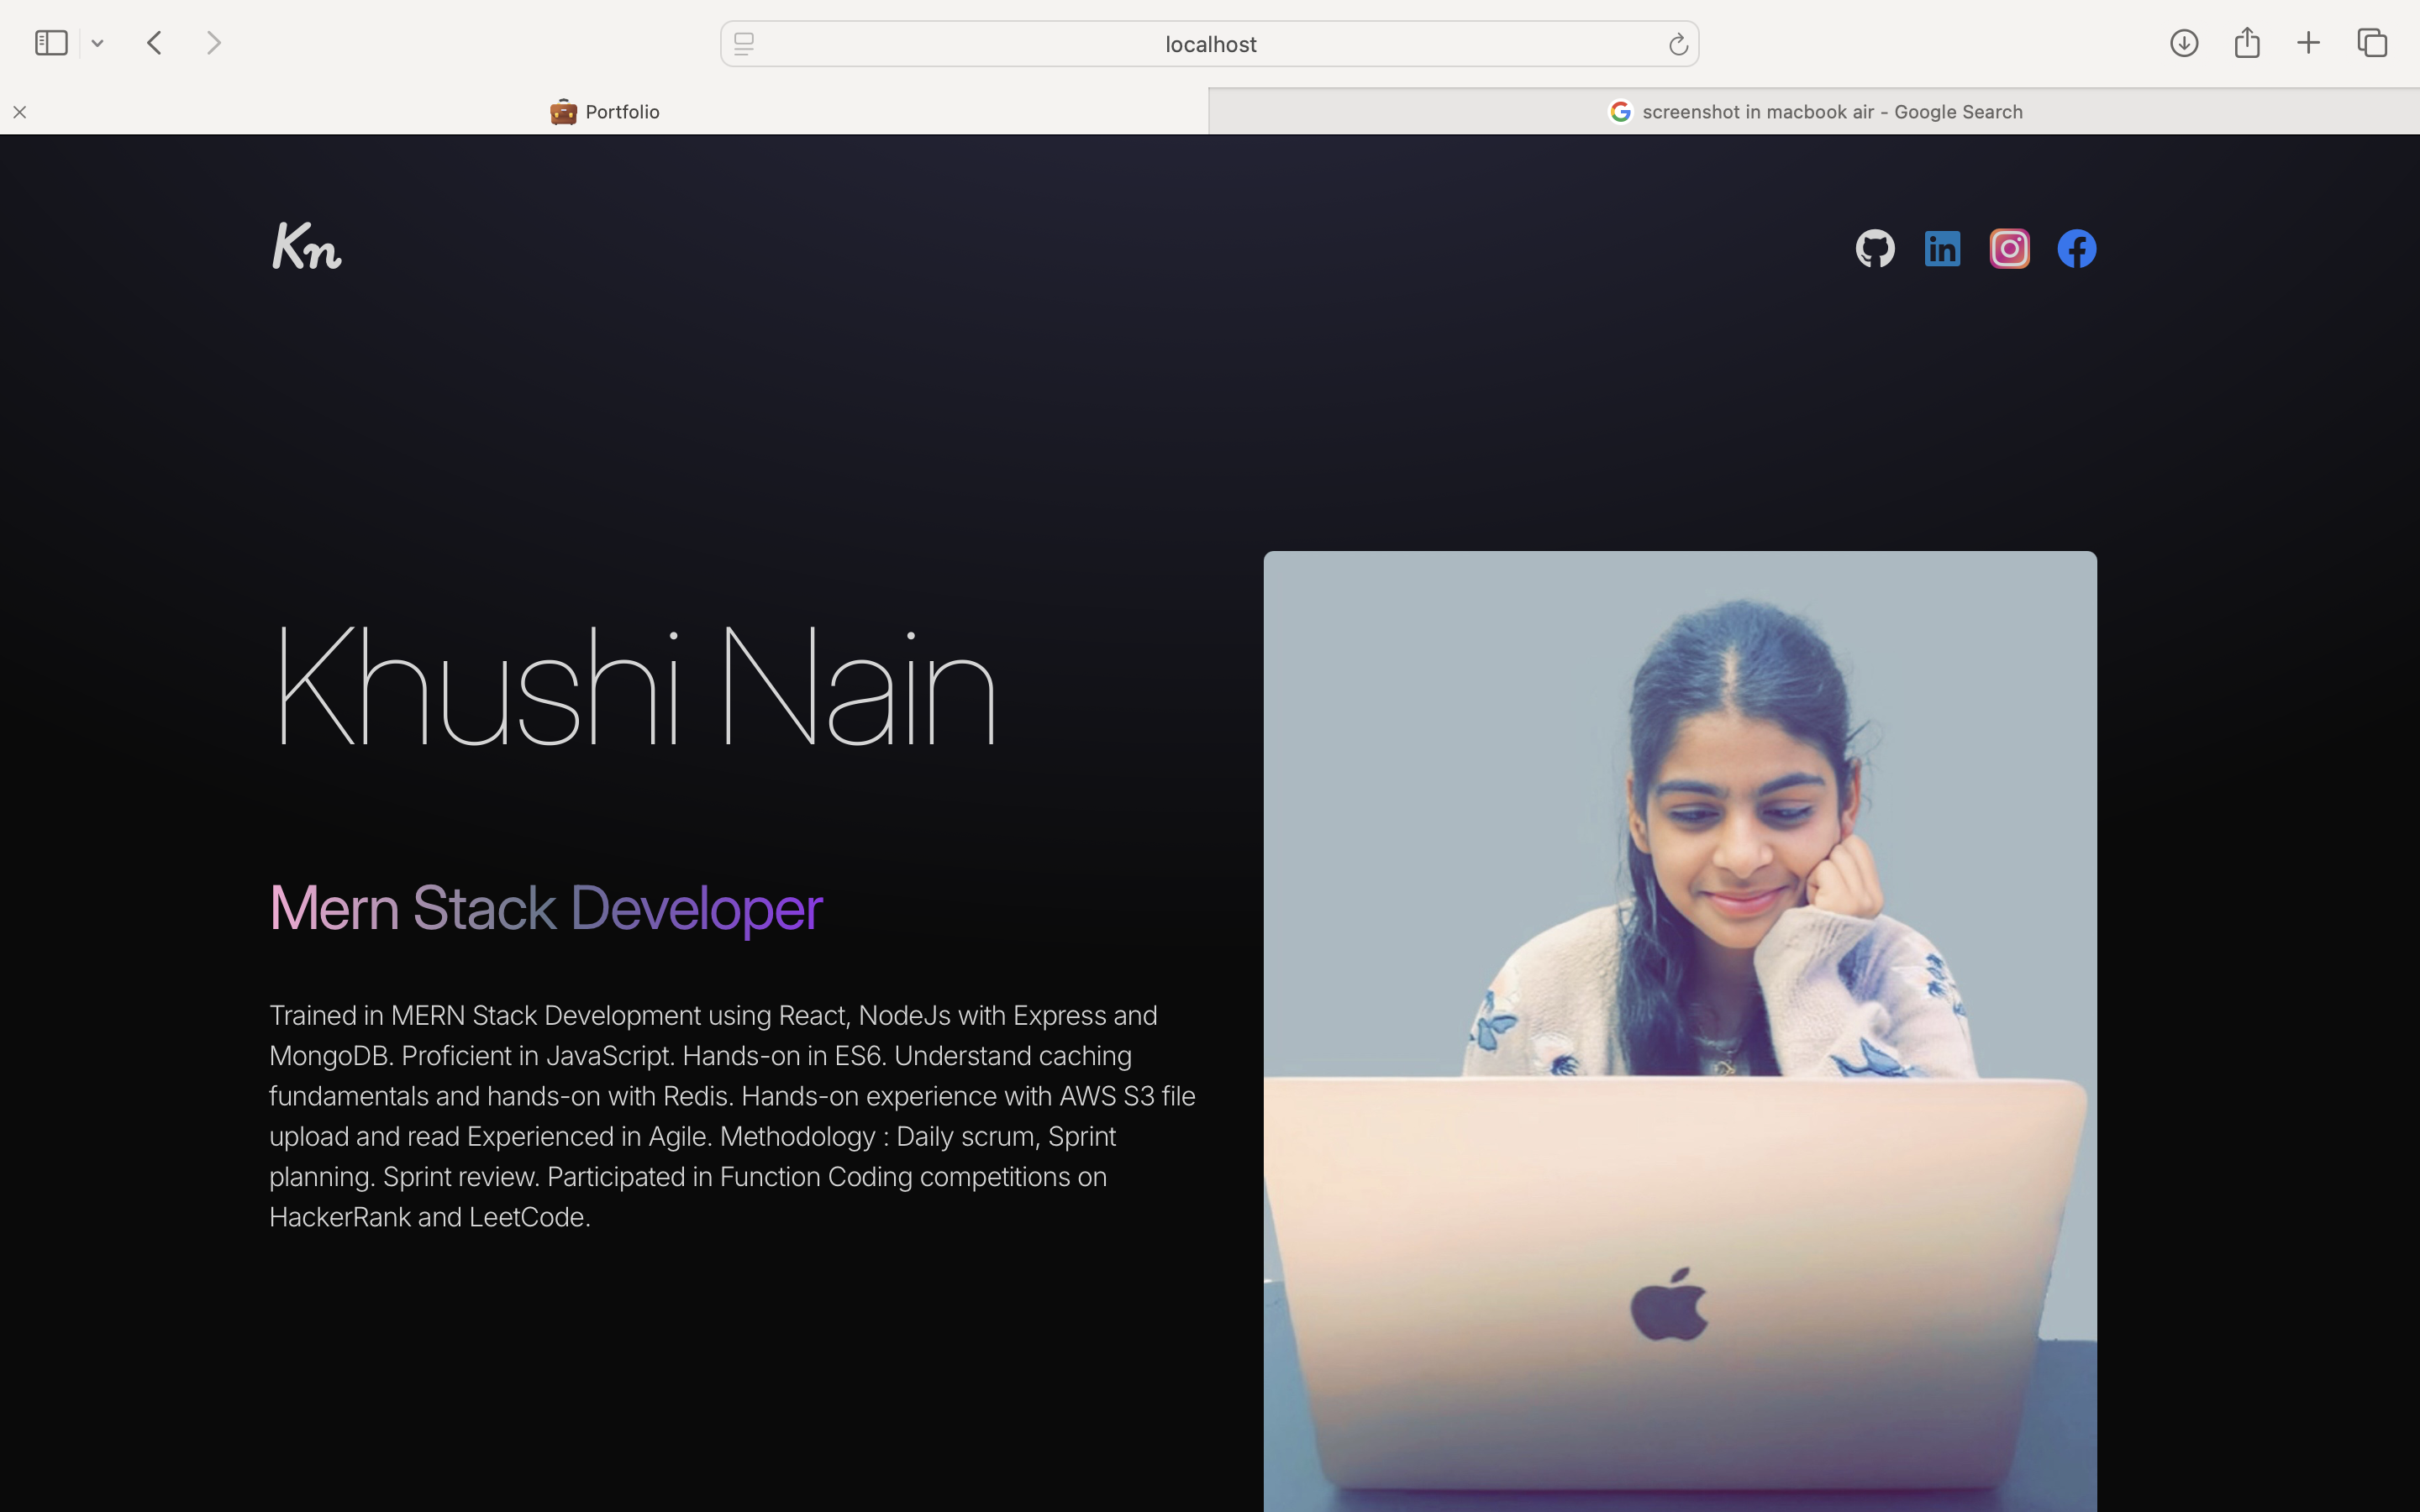 localhost
Portfolio
screenshot in macbook air - Google Search
Kn
in
Khushi Nain
Mern Stack Developer
Trained in MERN Stack Development using React, NodeJs with Express and
MongoDB. Proficient in JavaScript. Hands-on in ES6. Understand caching
fundamentals and hands-on with Redis. Hands-on experience with AWS S3 file
upload and read Experienced in Agile. Methodology : Daily scrum, Sprint
planning. Sprint review. Participated in Function Coding competitions on
HackerRank and LeetCode.